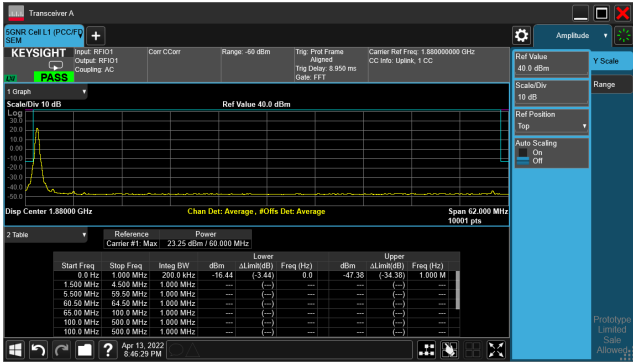 Transceiver A
5GNR Cell L1 (PCC/FD
SEM
Amplitude
KEYSIGHT
Input: RFIO1
Output: RFIO1
Coupling: AC
Corr CCorr
Range: -60 dBm
Trig: Prot Frame
Aligned
Trig Delay: 8.950 ms
Gate: FFT
Carrier Ref Freq: 1.880000000 GHz
CC Info: Uplink, 1 CC
LW PASS
Ref Value
40.0 dBm
Y Scale
Scale/Div
10 dB
Range
Ref Position
Top
Auto Scaling
On
Off
1 Graph
Scale/Div 10 dB
Ref Value 40.0 dBm
Log
30.0
20.0
10.0
0.00
-10.0
-20.0
-30.0
-40.0
-50.0
Disp Center 1.88000 GHz
Chan Det: Average, #Offs Det: Average
Span 62.000 MHz
10001 pts
2 Table
Reference Power
Carrier #1: Max 23.25 dBm / 60.000 MHz
Lower Upper
Start Freq Stop Freq Integ BW dBm ΔLimit(dB) Freq (Hz) dBm ΔLimit(dB) Freq (Hz)
0.0 Hz 1.000 MHz 200.0 kHz -16.44 (-3.44) 0.0 -47.38 (-34.38) 1.000 M
1.500 MHz 4.500 MHz 1.000 MHz --- (---) --- --- (---) ---
5.500 MHz 59.50 MHz 1.000 MHz --- (---) --- --- (---) ---
60.50 MHz 64.50 MHz 1.000 MHz --- (---) --- --- (---) ---
65.00 MHz 100.0 MHz 1.000 MHz --- (---) --- --- (---) ---
100.0 MHz 500.0 MHz 1.000 MHz --- (---) --- --- (---) ---
100.0 MHz 500.0 MHz 1.000 MHz --- (---) --- --- (---) ---
Prototype
Limited
Sale
Allowed
Apr 13, 2022
8:46:29 PM